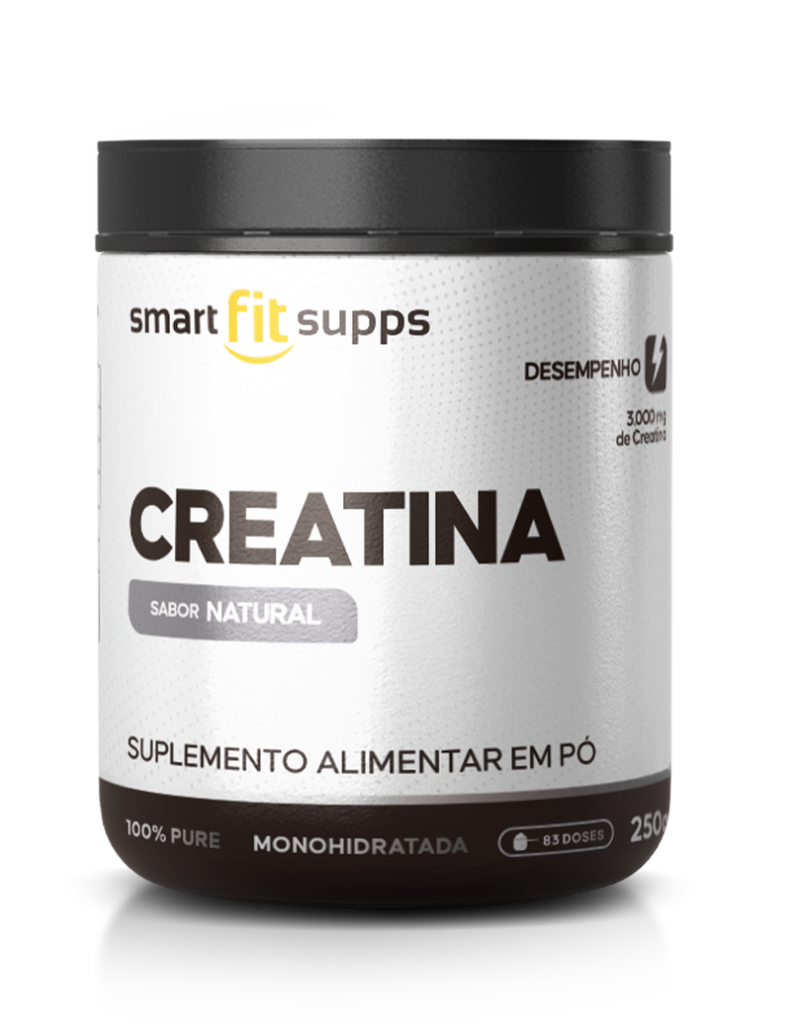 smart fit supps
DESEMPENHO
3.000 mg
de Creatina
CREATINA
SABOR NATURAL
SUPLEMENTO ALIMENTAR EM PÓ
100% PURE MONOHIDRATADA 83 DOSES 250g